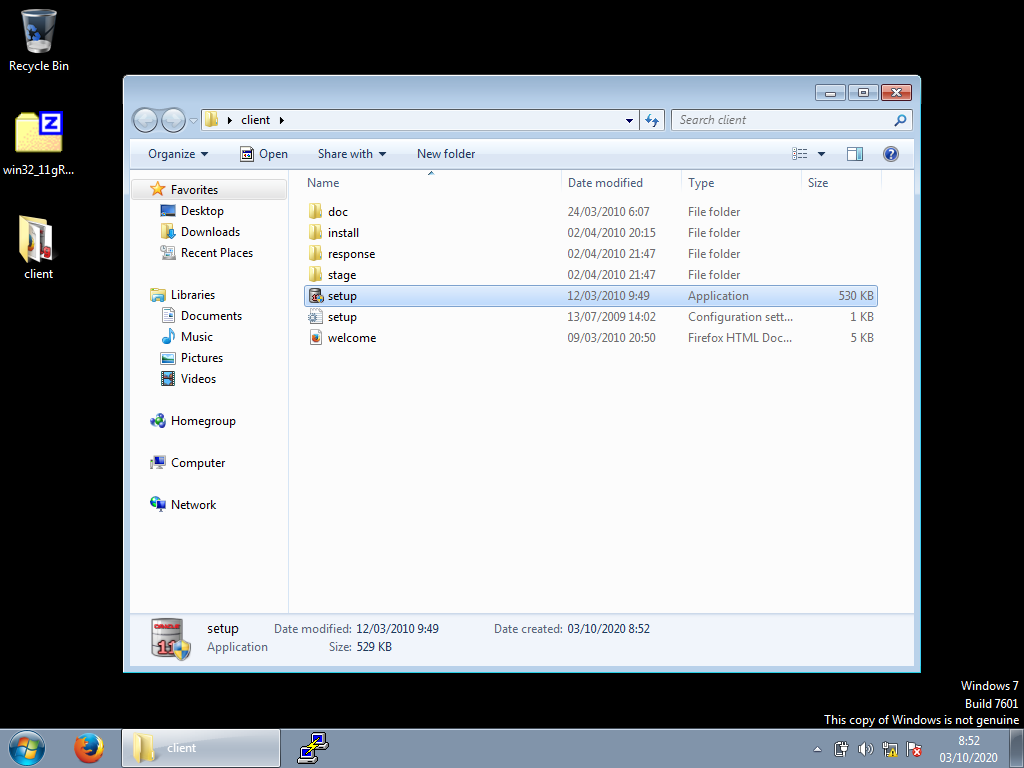 Recycle Bin
win32_11gR...
client
client
Search client
Organize Open Share with New folder
Name Date modified Type Size
Favorites
Desktop
Downloads
Recent Places
Libraries
Documents
Music
Pictures
Videos
Homegroup
Computer
Network
doc 24/03/2010 6:07 File folder
install 02/04/2010 20:15 File folder
response 02/04/2010 21:47 File folder
stage 02/04/2010 21:47 File folder
setup 12/03/2010 9:49 Application 530 KB
setup 13/07/2009 14:02 Configuration sett... 1 KB
welcome 09/03/2010 20:50 Firefox HTML Doc... 5 KB
ORACLE
11
setup Date modified: 12/03/2010 9:49 Date created: 03/10/2020 8:52
Application Size: 529 KB
Windows 7
Build 7601
This copy of Windows is not genuine
client
8:52
03/10/2020